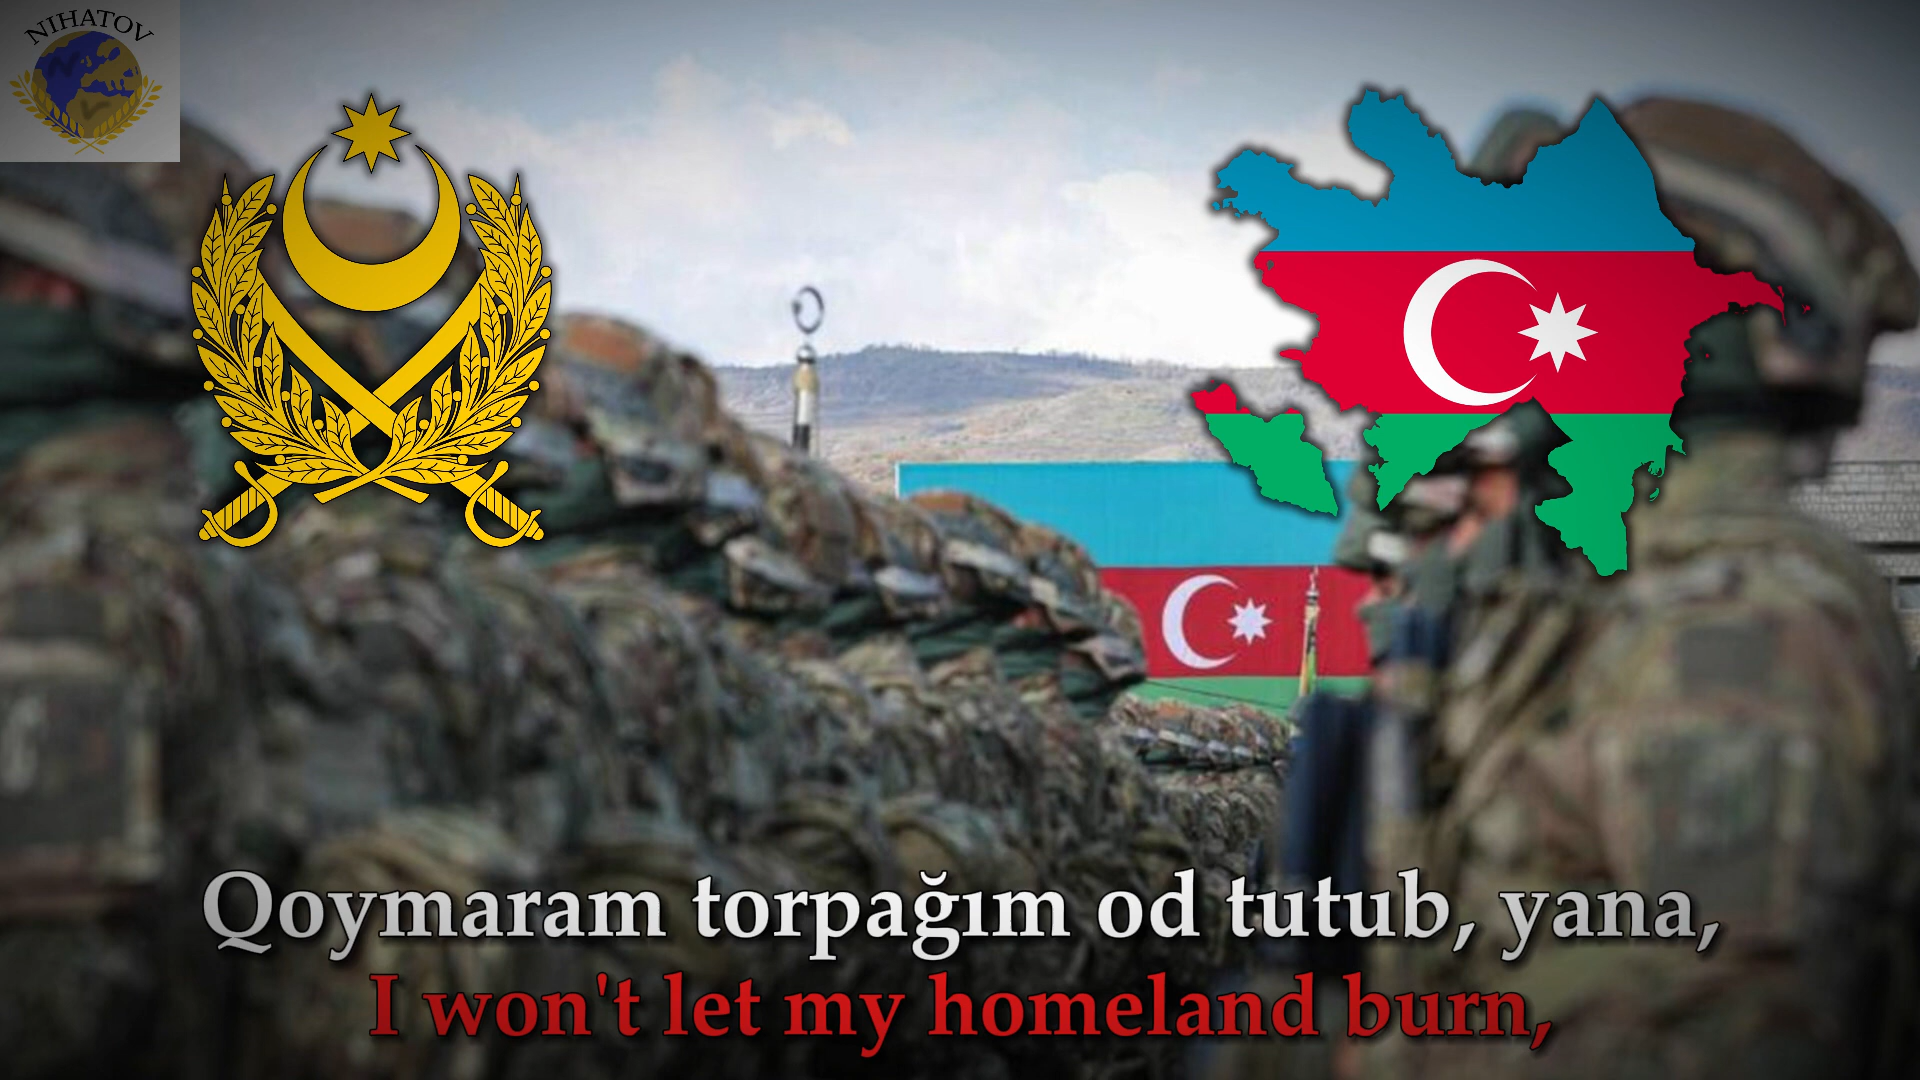 NIHATOV
Qoymaram torpağım od tutub, yana,
I won't let my homeland burn,